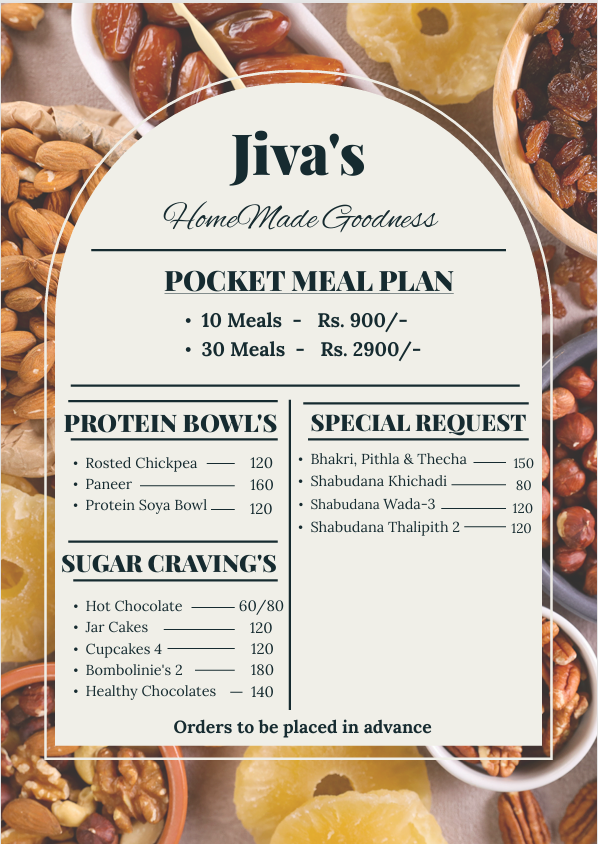 Jiva's
HomeMade Goodness
POCKET MEAL PLAN
• 10 Meals - Rs. 900/-
• 30 Meals - Rs. 2900/-
PROTEIN BOWL'S
• Rosted Chickpea —— 120
• Paneer —— 160
• Protein Soya Bowl —— 120
SUGAR CRAVING'S
• Hot Chocolate —— 60/80
• Jar Cakes —— 120
• Cupcakes 4 —— 120
• Bombolinie's 2 —— 180
• Healthy Chocolates — 140
SPECIAL REQUEST
• Bhakri, Pithla & Thecha —— 150
• Shabudana Khichadi —— 80
• Shabudana Wada-3 —— 120
• Shabudana Thalipith 2 —— 120
Orders to be placed in advance